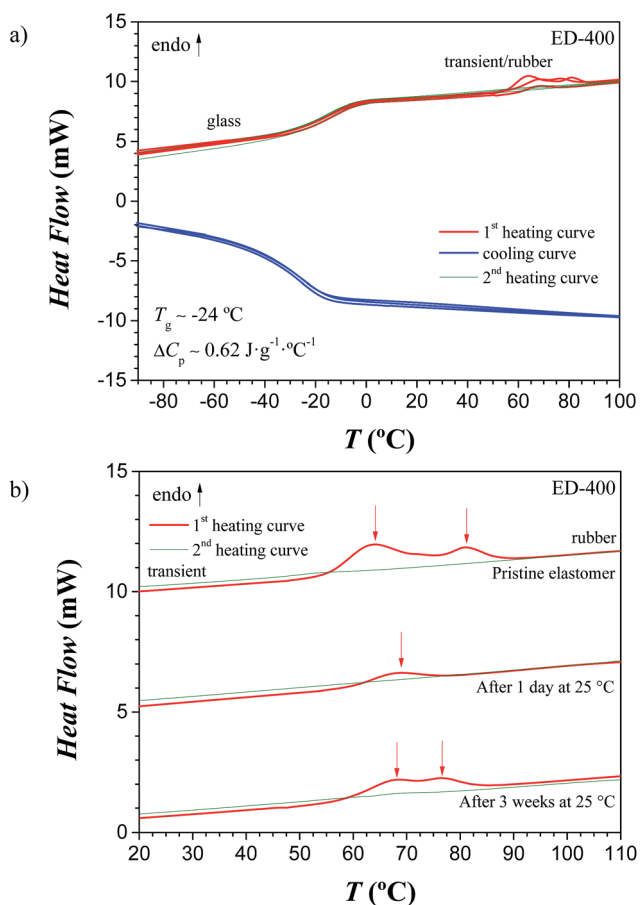 a)
15
10
5
0
-5
-10
-15
Heat Flow (mW)
endo ↑
ED-400
transient/rubber
glass
1st heating curve
cooling curve
2nd heating curve
Tg ~ -24 ºC
ΔCp ~ 0.62 J·g-1·ºC-1
-80 -60 -40 -20 0 20 40 60 80 100
T (ºC)
b)
15
10
5
0
Heat Flow (mW)
endo ↑
ED-400
1st heating curve
2nd heating curve
transient
rubber
Pristine elastomer
After 1 day at 25 °C
After 3 weeks at 25 °C
20 30 40 50 60 70 80 90 100 110
T (ºC)